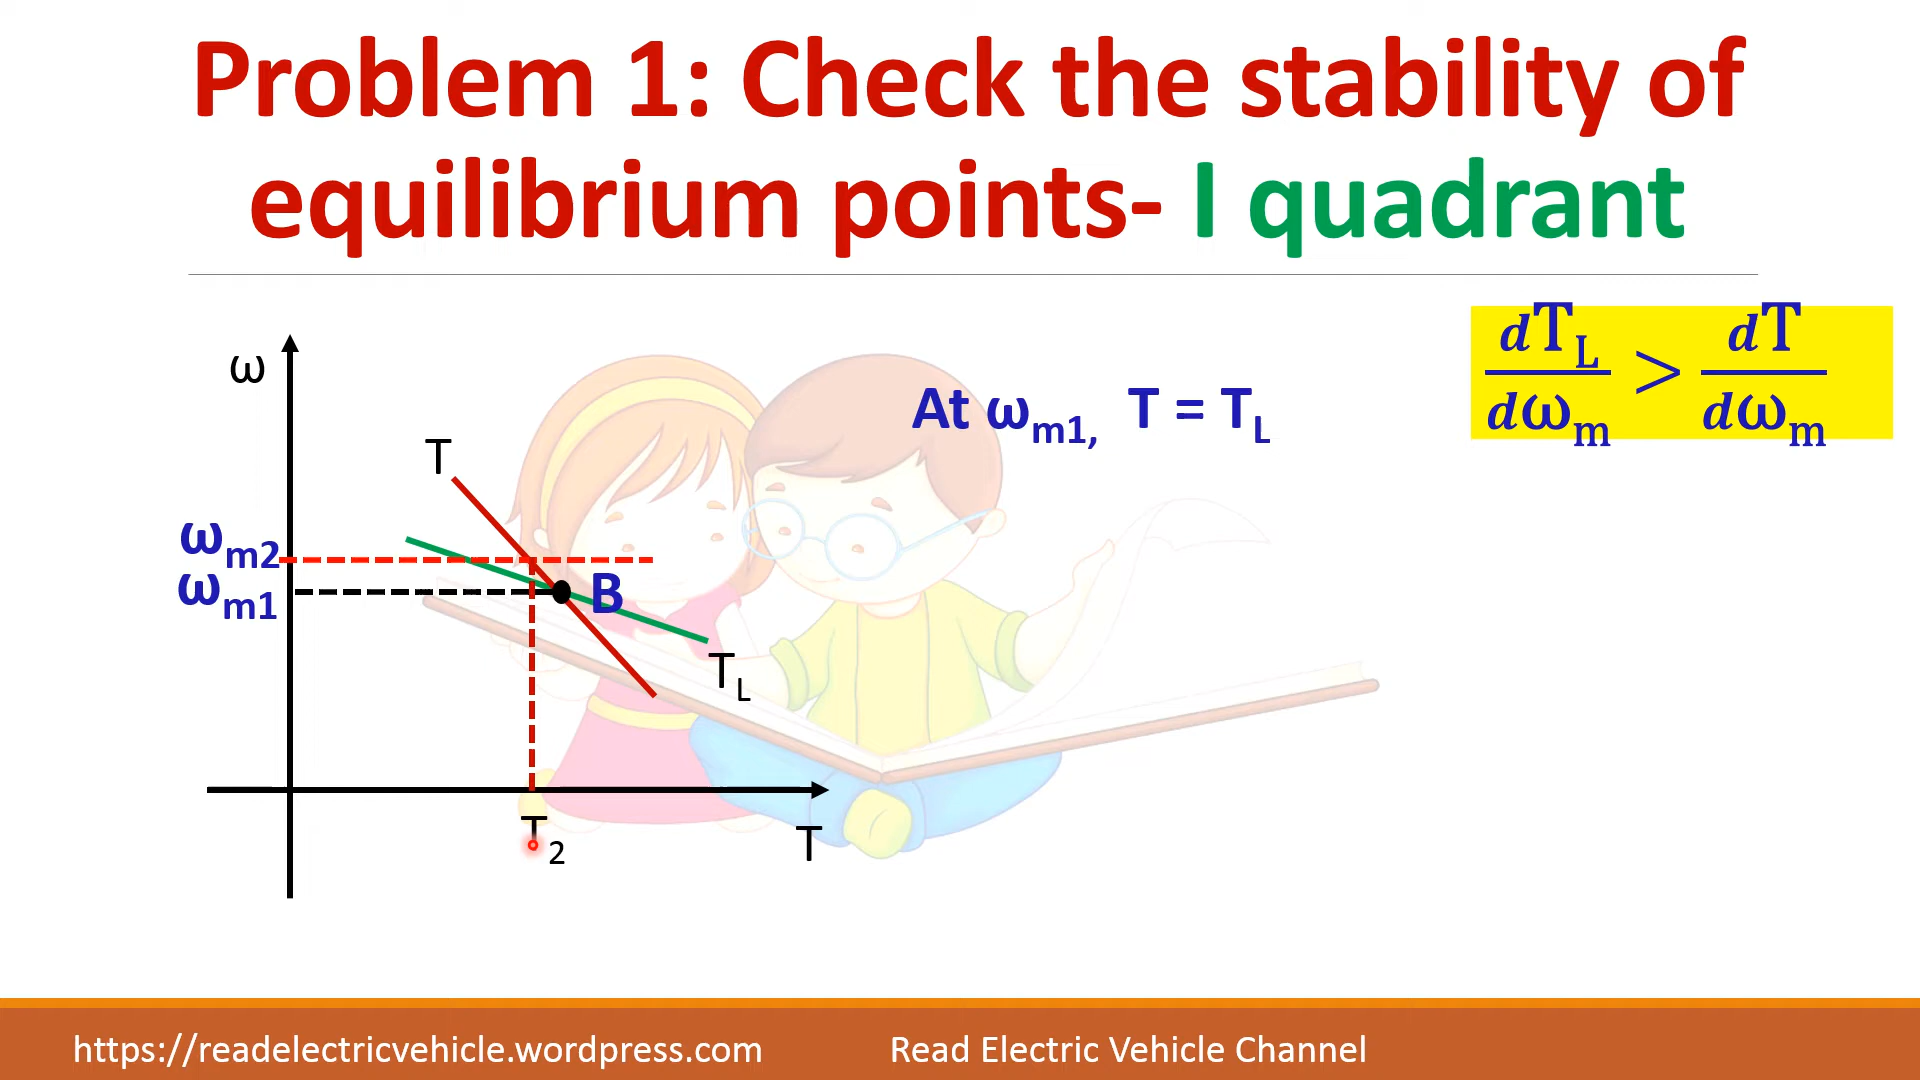 Problem 1: Check the stability of
equilibrium points- I quadrant
ω
T
ωm2
ωm1
B
TL
T2
T
At ωm1, T = TL
dTL/dωm > dT/dωm
https://readelectricvehicle.wordpress.com
Read Electric Vehicle Channel